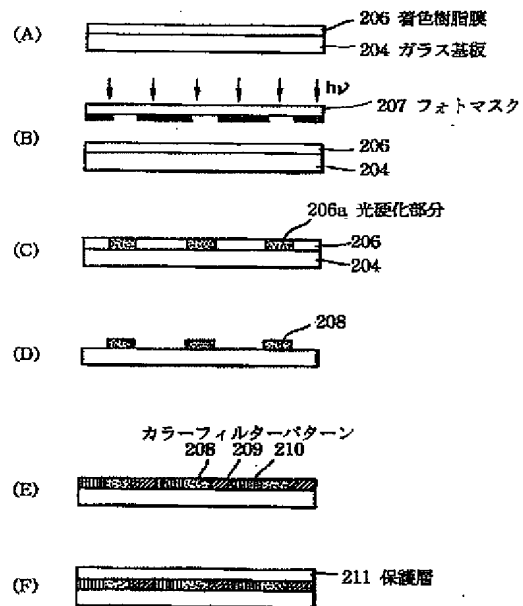 (A)
206 着色樹脂膜
204 ガラス基板
hν
207 フォトマスク
(B)
206
204
206a 光硬化部分
(C)
206
204
208
(D)
カラーフィルターパターン
208 209 210
(E)
211 保護層
(F)